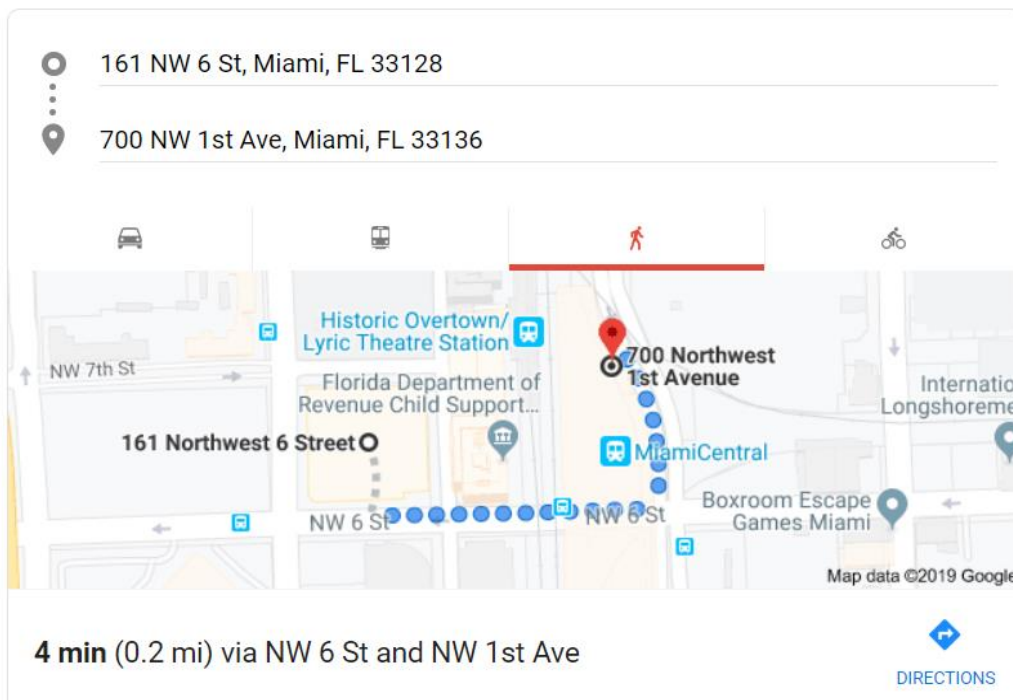 161 NW 6 St, Miami, FL 33128
700 NW 1st Ave, Miami, FL 33136
Historic Overtown/
Lyric Theatre Station
NW 7th St
Florida Department of
Revenue Child Support...
700 Northwest
1st Avenue
Internatio
Longshoreme
161 Northwest 6 Street
MiamiCentral
Boxroom Escape
Games Miami
NW 6 St
NW 6 St
Map data ©2019 Google
4 min (0.2 mi) via NW 6 St and NW 1st Ave
DIRECTIONS